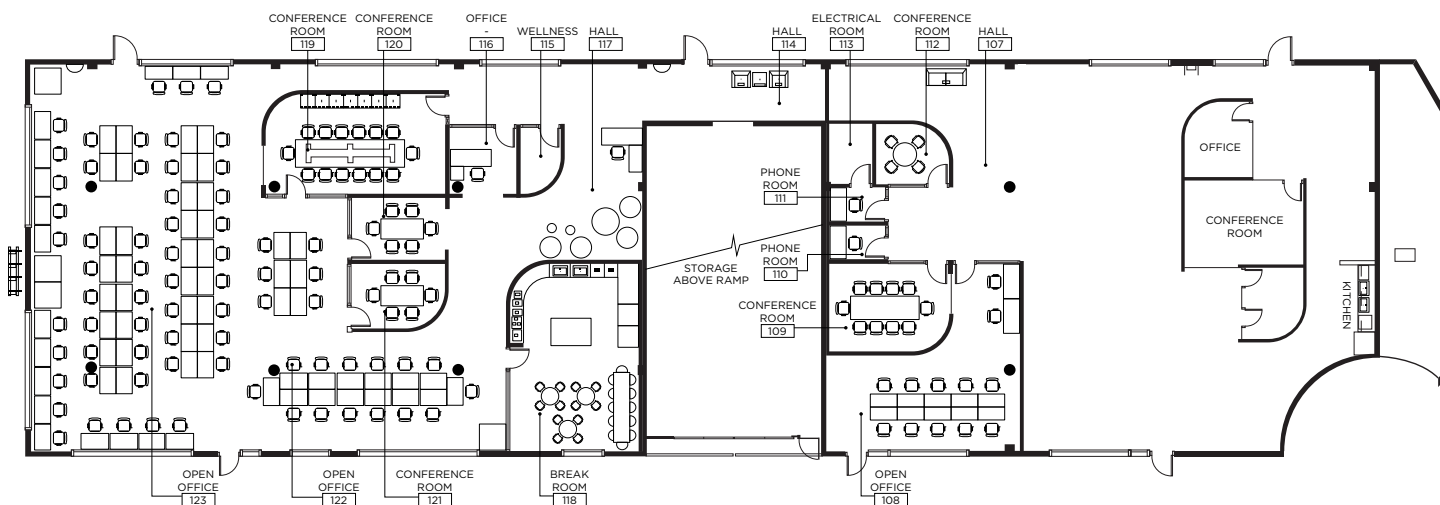 CONFERENCE
ROOM
119
CONFERENCE
ROOM
120
OFFICE
-
116
WELLNESS
115
HALL
117
HALL
114
ELECTRICAL
ROOM
113
CONFERENCE
ROOM
112
HALL
107
OFFICE
PHONE
ROOM
111
CONFERENCE
ROOM
PHONE
ROOM
110
STORAGE
ABOVE RAMP
CONFERENCE
ROOM
109
KITCHEN
OPEN
OFFICE
123
OPEN
OFFICE
122
CONFERENCE
ROOM
121
BREAK
ROOM
118
OPEN
OFFICE
108